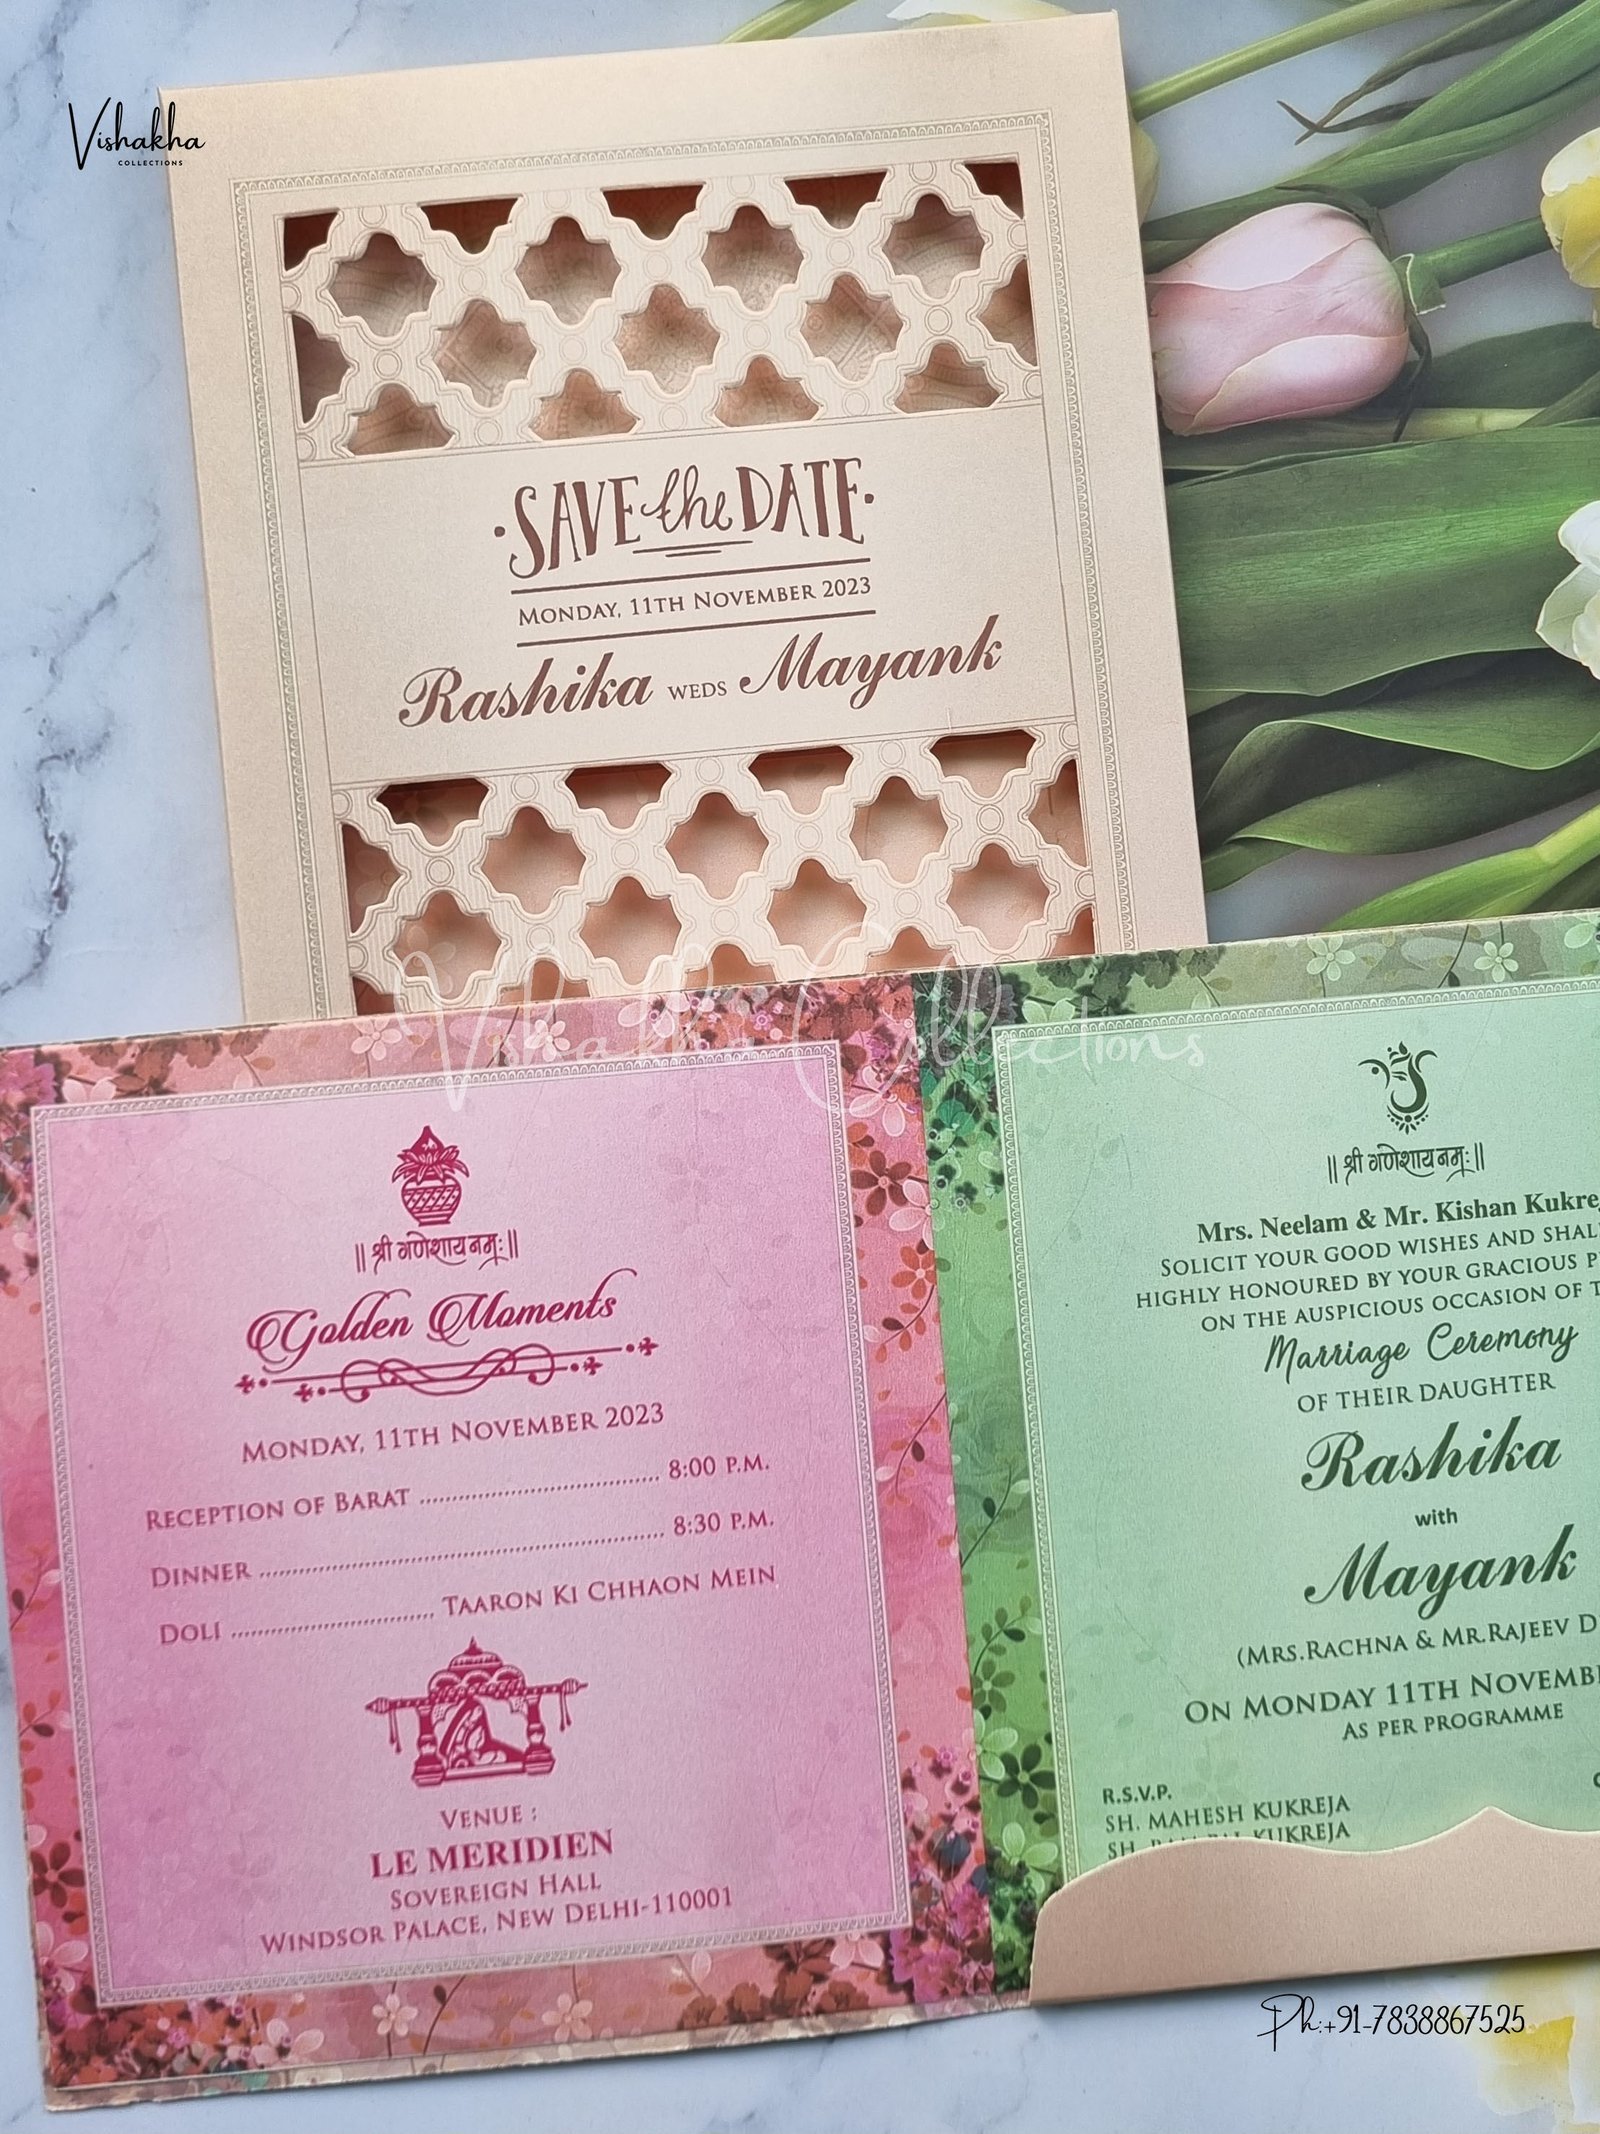 Vishakha
COLLECTIONS
·SAVE the DATE·
MONDAY, 11TH NOVEMBER 2023
Rashika WEDS Mayank
Vishakha Collections
|| श्री गणेशाय नमः ||
Golden Moments
MONDAY, 11TH NOVEMBER 2023
RECEPTION OF BARAT ........................................ 8:00 P.M.
DINNER ................................................................ 8:30 P.M.
DOLI ................................ TAARON KI CHHAON MEIN
VENUE :
LE MERIDIEN
SOVEREIGN HALL
WINDSOR PALACE, NEW DELHI-110001
|| श्री गणेशाय नमः ||
Mrs. Neelam & Mr. Kishan
SOLICIT YOUR GOOD WISHES AND
HIGHLY HONOURED BY YOUR GRACIOUS
ON THE AUSPICIOUS OCCASION OF
Marriage Ceremony
OF THEIR DAUGHTER
Rashika
with
Mayank
(MRS.RACHNA & MR.RAJEEV
ON MONDAY 11TH
AS PER PROGRAMME
R.S.V.P.
SH. MAHESH KUKREJA
SH. KUKREJA
Ph:+91-7838867525